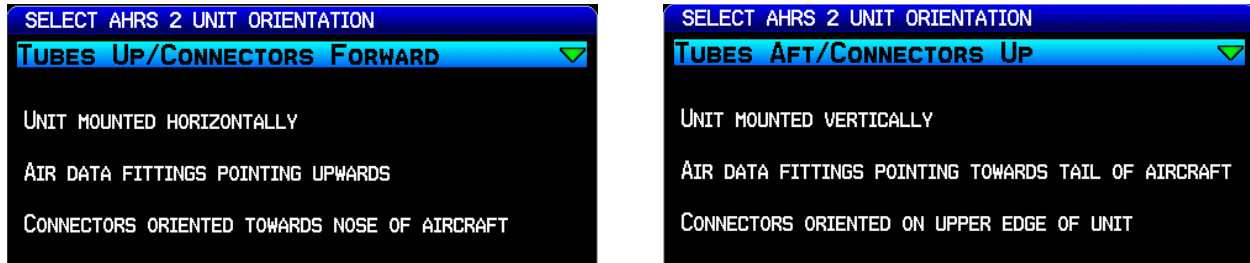 SELECT AHRS 2 UNIT ORIENTATION
TUBES UP/CONNECTORS FORWARD
UNIT MOUNTED HORIZONTALLY
AIR DATA FITTINGS POINTING UPWARDS
CONNECTORS ORIENTED TOWARDS NOSE OF AIRCRAFT
SELECT AHRS 2 UNIT ORIENTATION
TUBES AFT/CONNECTORS UP
UNIT MOUNTED VERTICALLY
AIR DATA FITTINGS POINTING TOWARDS TAIL OF AIRCRAFT
CONNECTORS ORIENTED ON UPPER EDGE OF UNIT